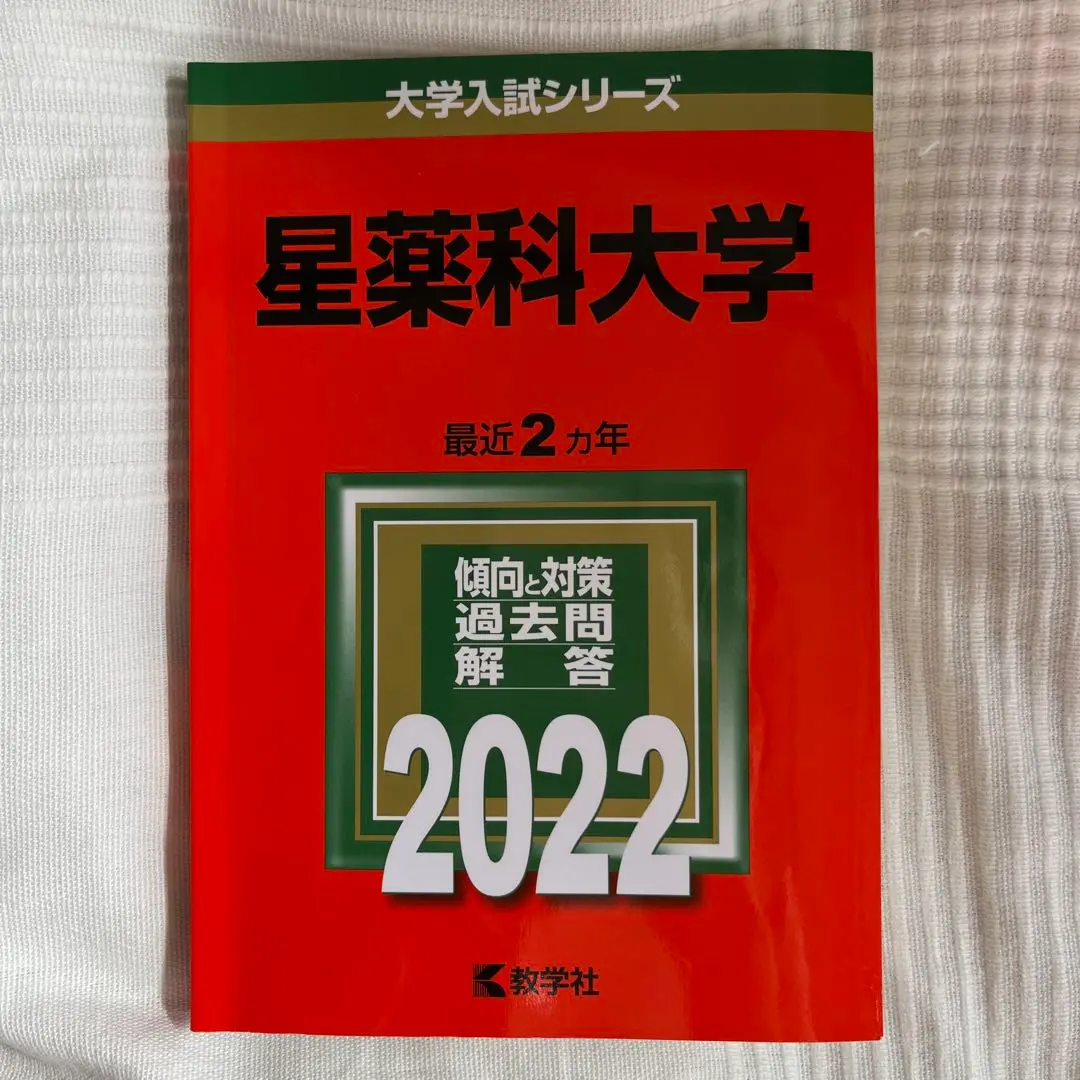 大学入試シリーズ
星薬科大学
最近2ヵ年
傾向と対策
過去問
解答
2022
教学社